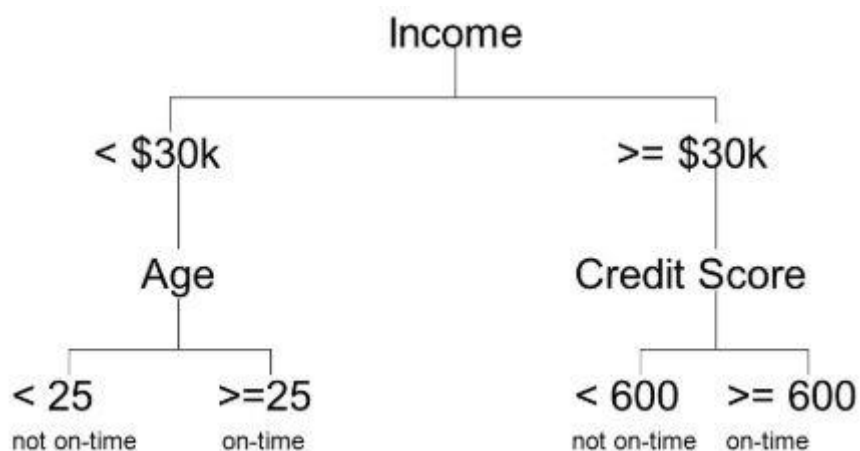 Income
< $30k >= $30k
Age Credit Score
< 25 >=25 < 600 >= 600
not on-time on-time not on-time on-time